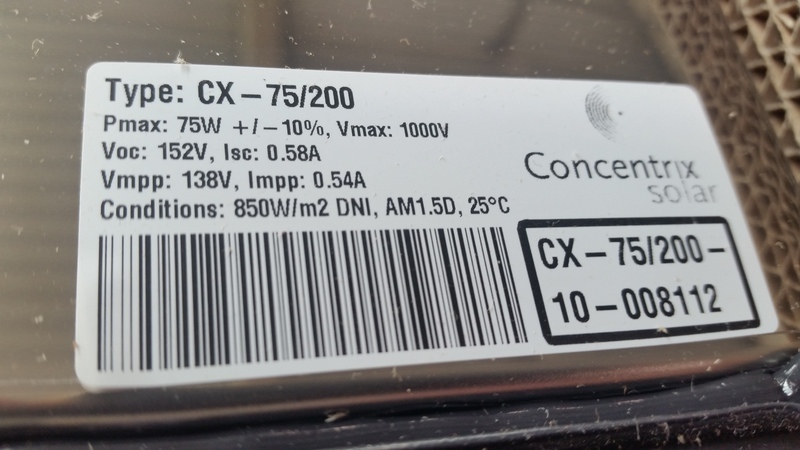 Type: CX – 75/200
Pmax: 75W +/– 10%, Vmax: 1000V
Voc: 152V, Isc: 0.58A
Vmpp: 138V, Impp: 0.54A
Conditions: 850W/m2 DNI, AM1.5D, 25°C
Concentrix
solar
CX – 75/200 –
10 – 008112